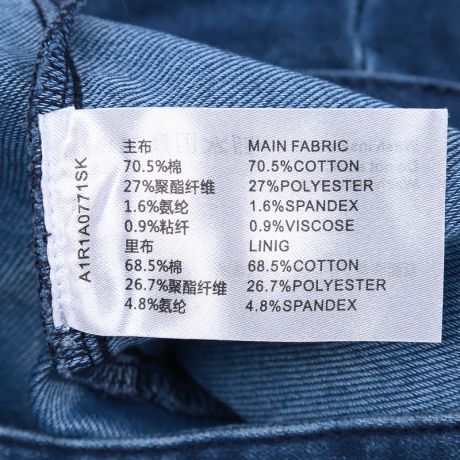 A1R1A0771SK
主布 MAIN FABRIC
70.5%棉 70.5%COTTON
27%聚酯纤维 27%POLYESTER
1.6%氨纶 1.6%SPANDEX
0.9%粘纤 0.9%VISCOSE
里布 LINIG
68.5%棉 68.5%COTTON
26.7%聚酯纤维 26.7%POLYESTER
4.8%氨纶 4.8%SPANDEX